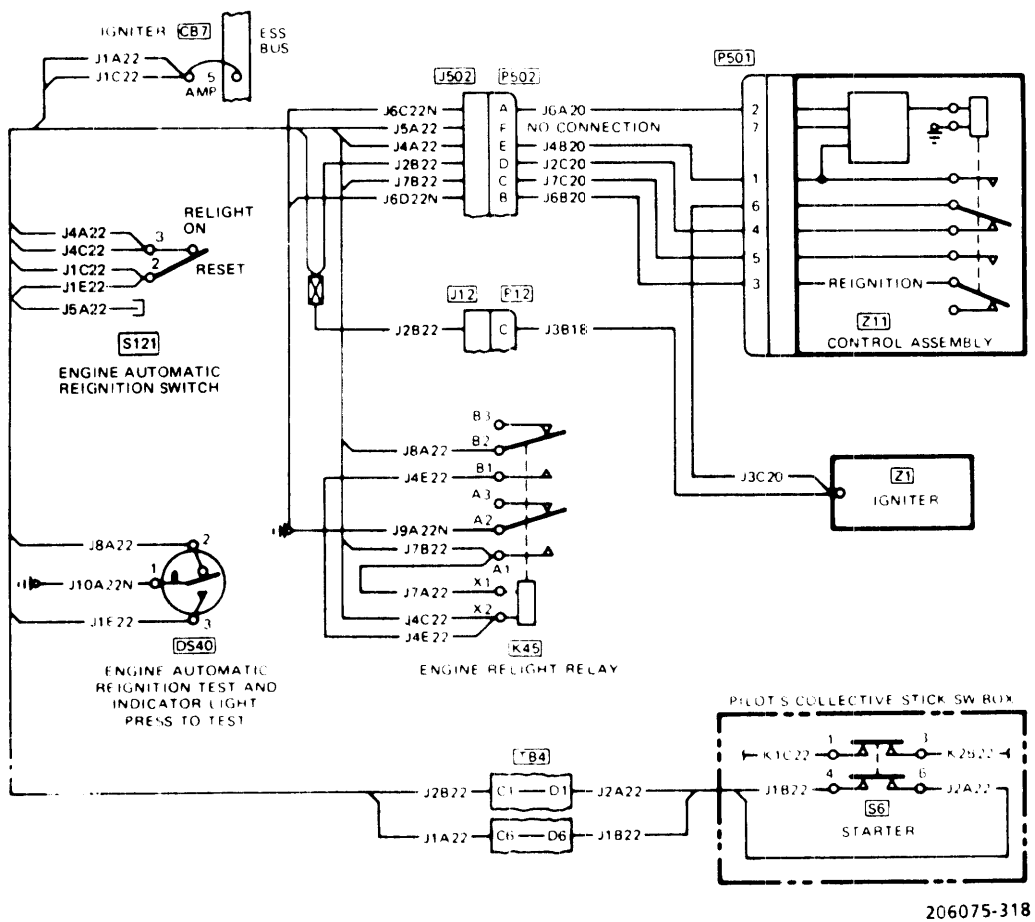 IGNITER CB7
ESS
BUS
J1A22
J1C22
5
AMP
J502 P502
P501
J6C22N A J6A20 2
J5A22 F NO CONNECTION 7
J4A22 E J4B20
J2B22 D J2C20
J7B22 C J7C20 1
J6D22N B J6B20
6
4
5
3 REIGNITION
Z11
CONTROL ASSEMBLY
RELIGHT
ON
J4A22 3
J4C22
J1C22 2 RESET
J1E22
J5A22
S121
ENGINE AUTOMATIC
REIGNITION SWITCH
J12 P12
J2B22 C J3B18
B3
J8A22 B2
J4E22 B1
A3
J9A22N A2
J7B22
A1
J7A22 X1
J4C22 X2
J4E22
K45
ENGINE RELIGHT RELAY
J3C20
Z1
IGNITER
J8A22 2
J10A22N 1
J1E22 3
DS40
ENGINE AUTOMATIC
REIGNITION TEST AND
INDICATOR LIGHT
PRESS TO TEST
PILOT'S COLLECTIVE STICK SW BOX
K1C22 1 3 K2B22
J1B22 4 6 J2A22
S6
STARTER
TB4
J2B22 C1 D1 J2A22
J1A22 C6 D6 J1B22
206075-318